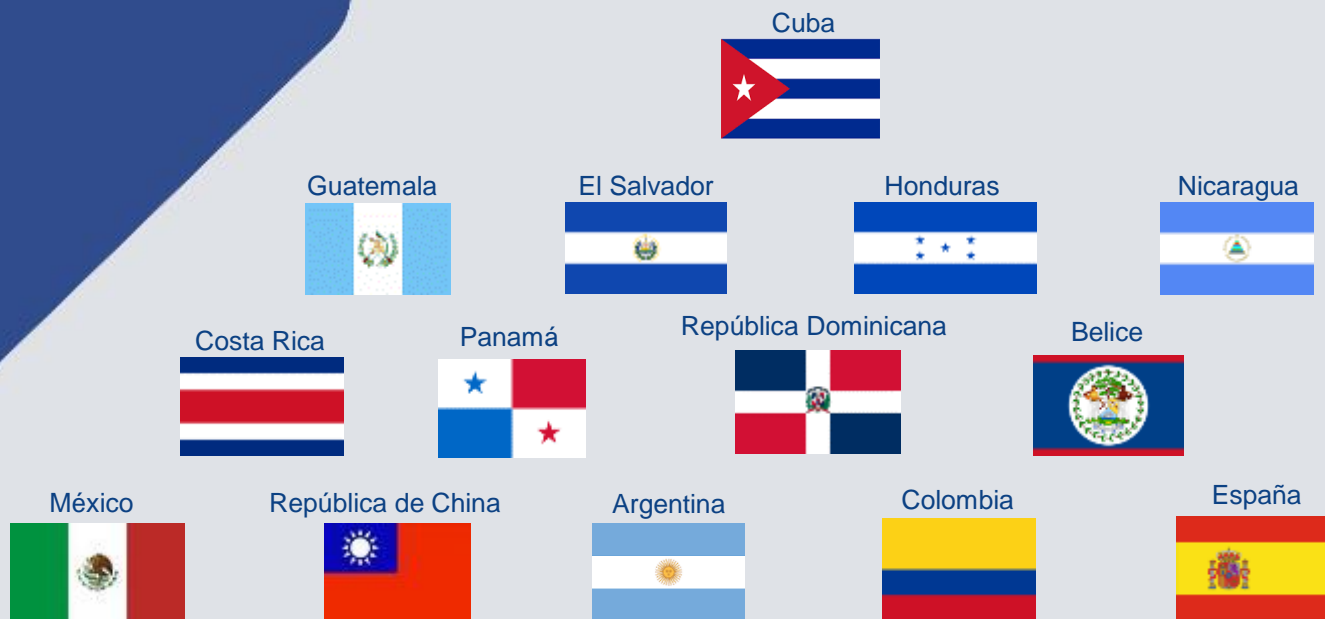 Cuba
Guatemala
El Salvador
Honduras
Nicaragua
Costa Rica
Panamá
República Dominicana
Belice
México
República de China
Argentina
Colombia
España